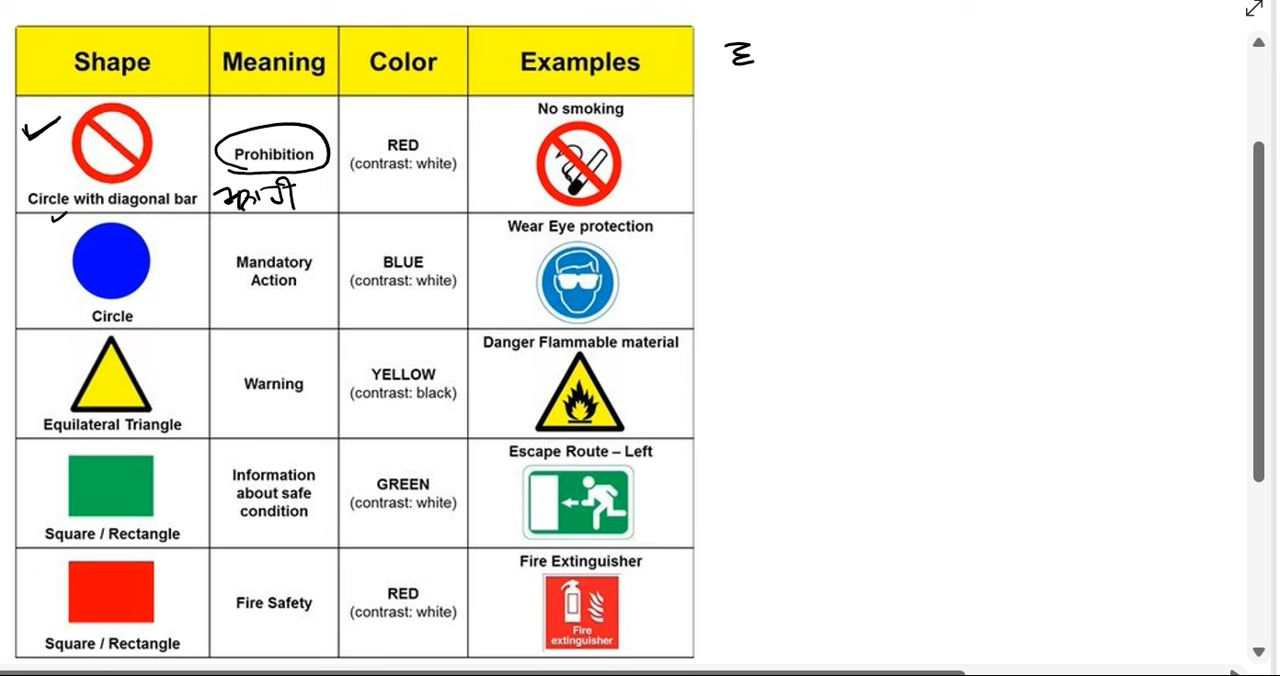 Shape Meaning Color Examples
No smoking
Prohibition
RED
(contrast: white)
Circle with diagonal bar
Wear Eye protection
Mandatory
Action
BLUE
(contrast: white)
Circle
Danger Flammable material
Warning
YELLOW
(contrast: black)
Equilateral Triangle
Escape Route – Left
Information
about safe
condition
GREEN
(contrast: white)
Square / Rectangle
Fire Extinguisher
Fire Safety
RED
(contrast: white)
Fire
extinguisher
Square / Rectangle